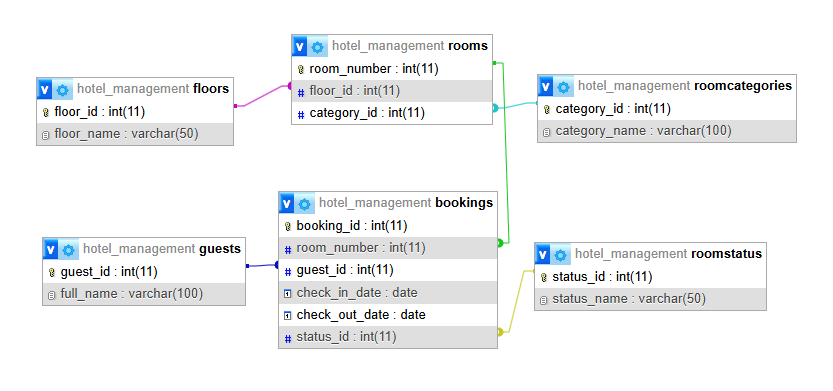 hotel_management rooms
room_number : int(11)
floor_id : int(11)
category_id : int(11)
hotel_management floors
floor_id : int(11)
floor_name : varchar(50)
hotel_management roomcategories
category_id : int(11)
category_name : varchar(100)
hotel_management bookings
booking_id : int(11)
room_number : int(11)
guest_id : int(11)
check_in_date : date
check_out_date : date
status_id : int(11)
hotel_management guests
guest_id : int(11)
full_name : varchar(100)
hotel_management roomstatus
status_id : int(11)
status_name : varchar(50)